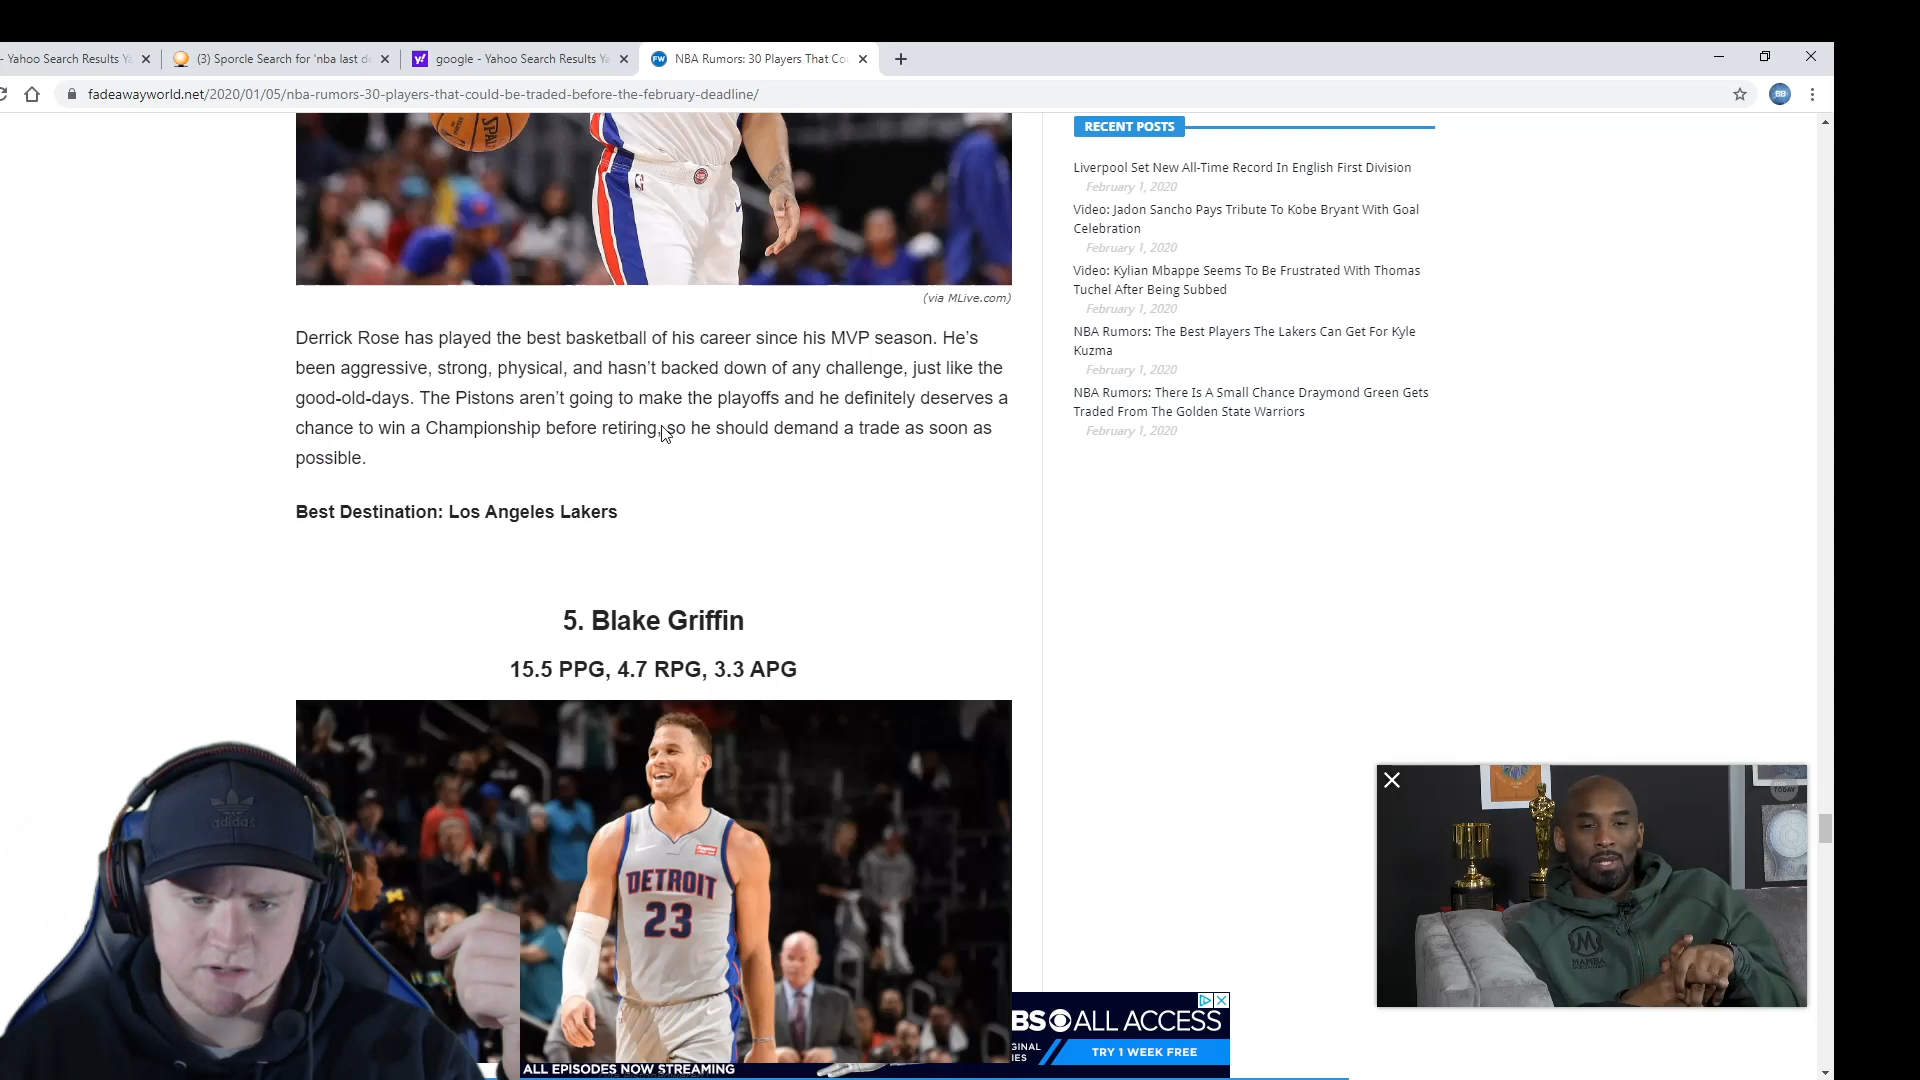 - Yahoo Search Results Ya
(3) Sporcle Search for 'nba last d
google - Yahoo Search Results Ya
FW
NBA Rumors: 30 Players That Co
fadeawayworld.net/2020/01/05/nba-rumors-30-players-that-could-be-traded-before-the-february-deadline/
BB
SPALDING
(via MLive.com)
Derrick Rose has played the best basketball of his career since his MVP season. He’s
been aggressive, strong, physical, and hasn’t backed down of any challenge, just like the
good-old-days. The Pistons aren’t going to make the playoffs and he definitely deserves a
chance to win a Championship before retiring, so he should demand a trade as soon as
possible.
Best Destination: Los Angeles Lakers
5. Blake Griffin
15.5 PPG, 4.7 RPG, 3.3 APG
DETROIT
23
adidas
RECENT POSTS
Liverpool Set New All-Time Record In English First Division
February 1, 2020
Video: Jadon Sancho Pays Tribute To Kobe Bryant With Goal
Celebration
February 1, 2020
Video: Kylian Mbappe Seems To Be Frustrated With Thomas
Tuchel After Being Subbed
February 1, 2020
NBA Rumors: The Best Players The Lakers Can Get For Kyle
Kuzma
February 1, 2020
NBA Rumors: There Is A Small Chance Draymond Green Gets
Traded From The Golden State Warriors
February 1, 2020
TODAY
MAMBA
BS ALL ACCESS
GINAL
IES
TRY 1 WEEK FREE
ALL EPISODES NOW STREAMING